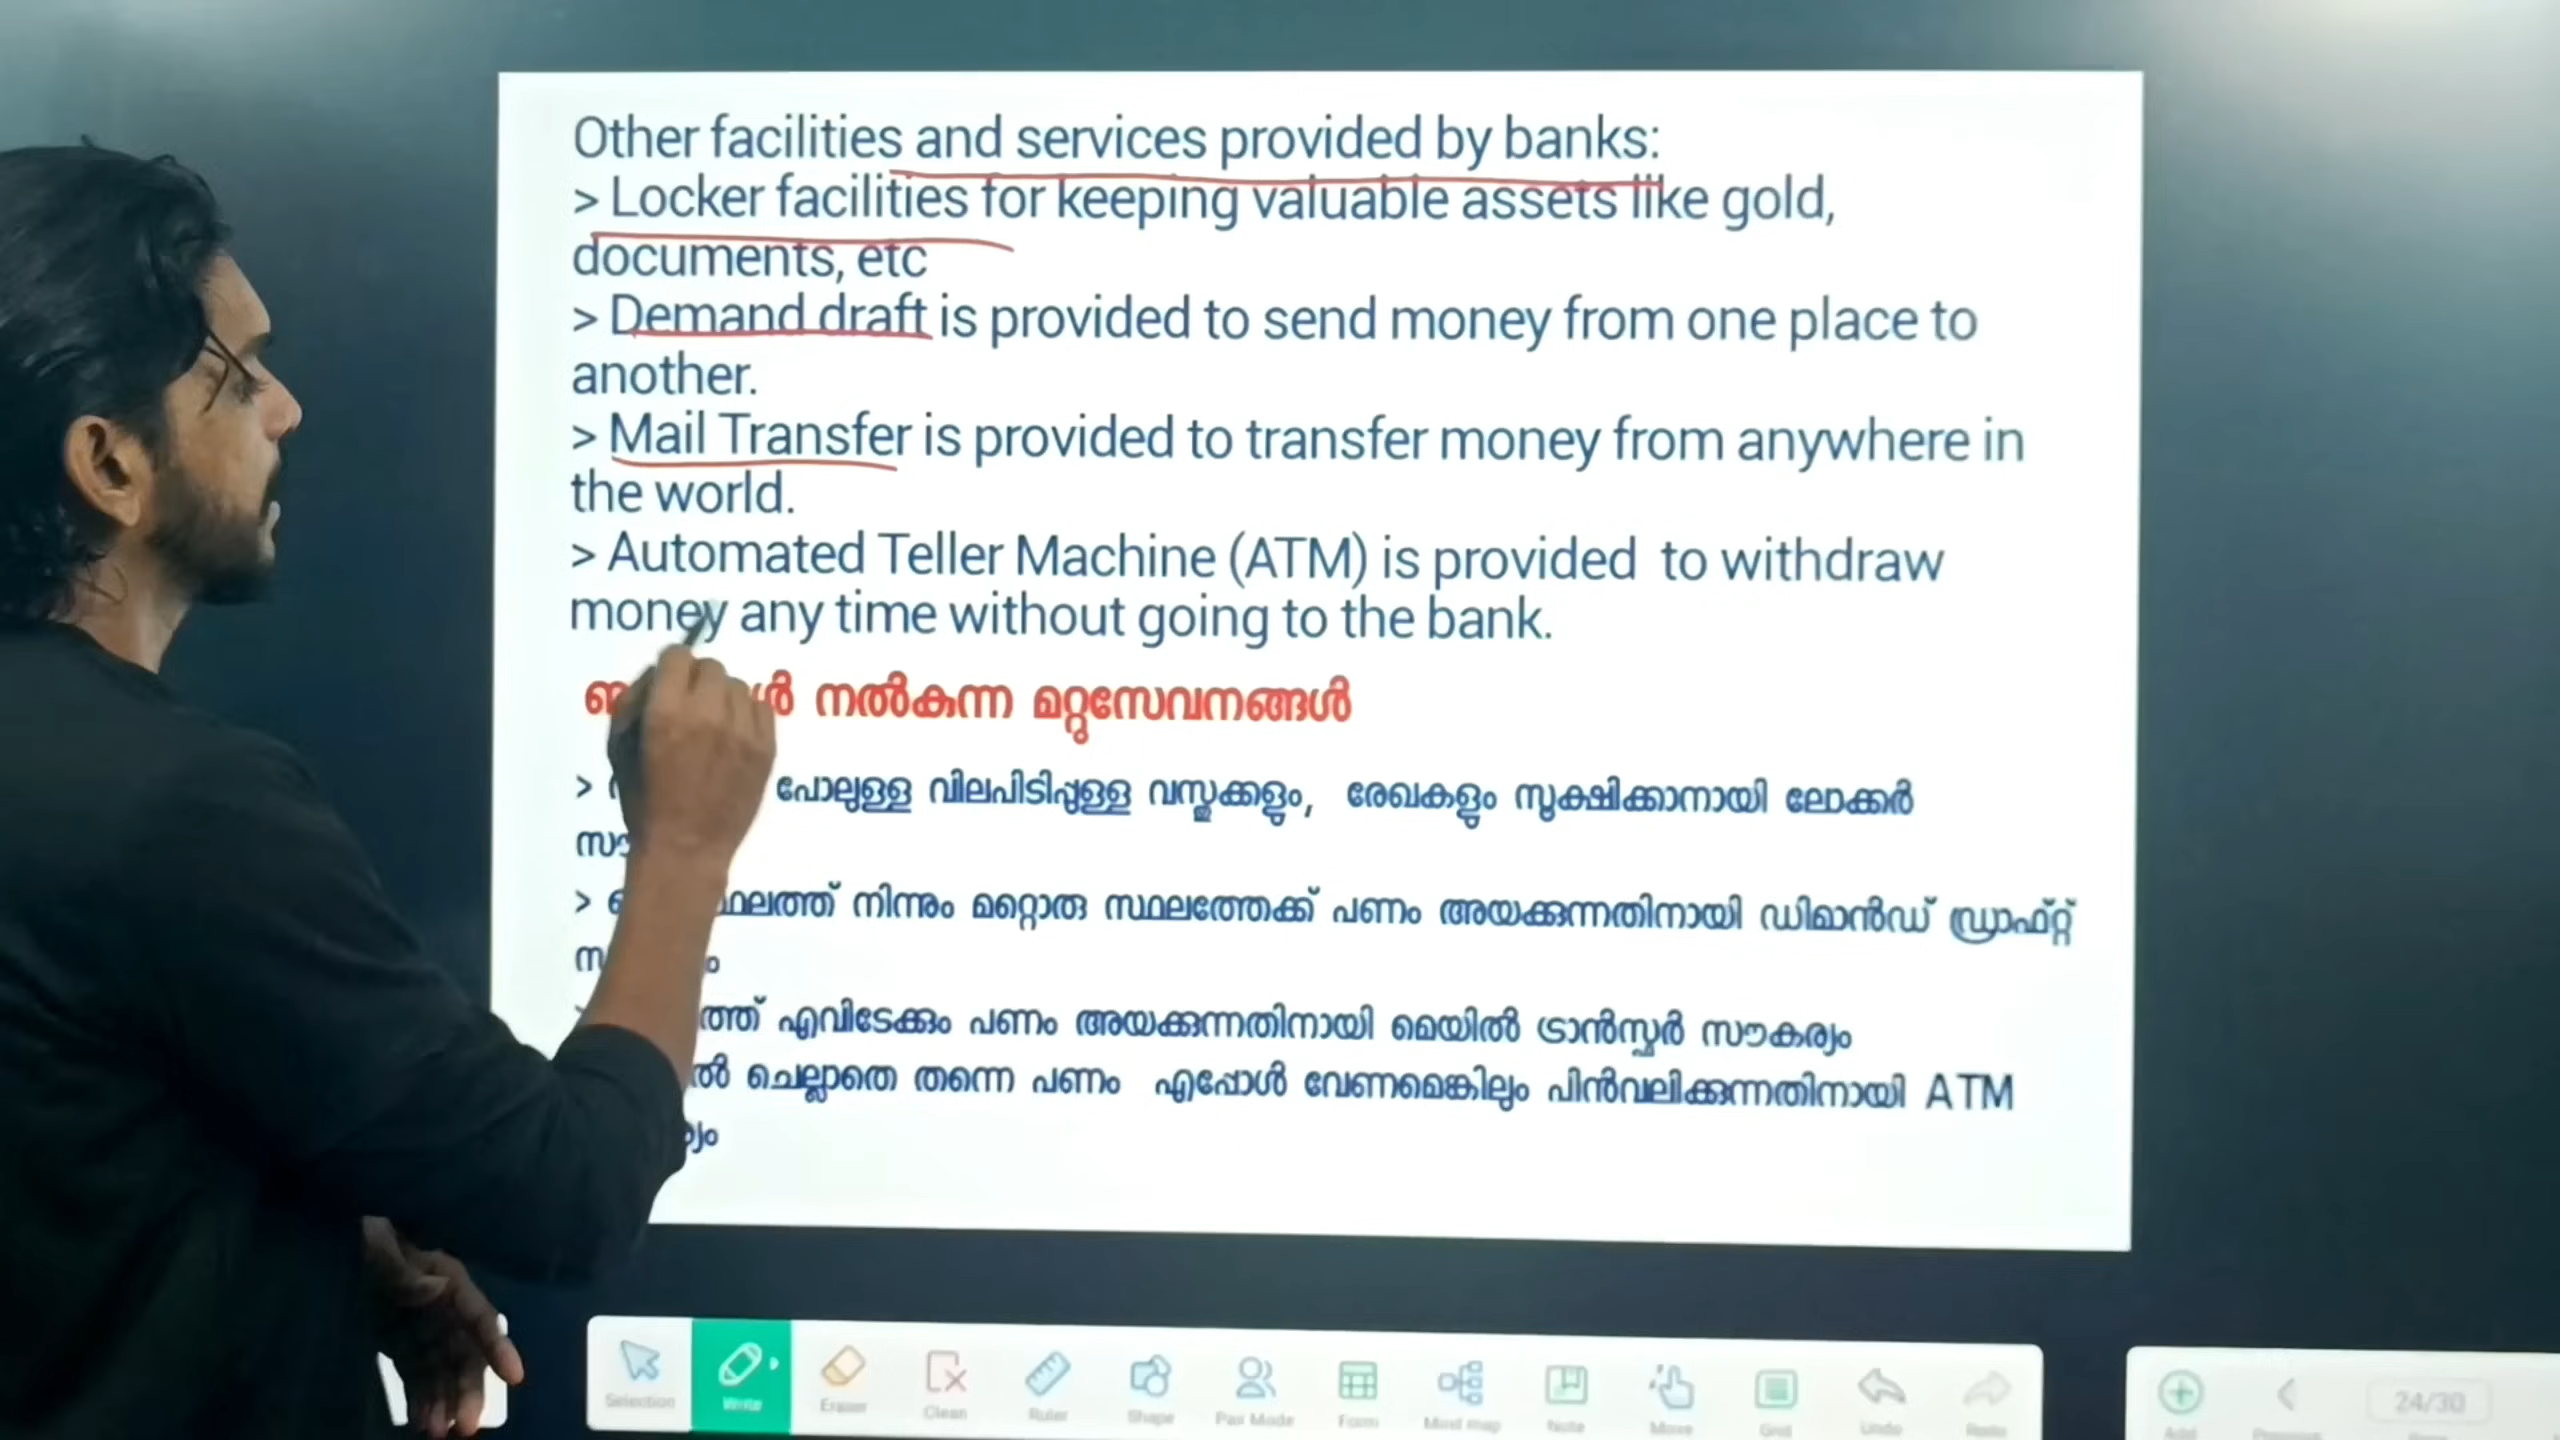 Other facilities and services provided by banks:
> Locker facilities for keeping valuable assets like gold,
documents, etc
> Demand draft is provided to send money from one place to
another.
> Mail Transfer is provided to transfer money from anywhere in
the world.
> Automated Teller Machine (ATM) is provided to withdraw
money any time without going to the bank.
നൽകുന്ന മറ്റുസേവനങ്ങൾ
> പോലുള്ള വിലപിടിപ്പുള്ള വസ്തുക്കളും, രേഖകളും സൂക്ഷിക്കാനായി ലോക്കർ
> നിന്നും മറ്റൊരു സ്ഥലത്തേക്ക് പണം അയക്കുന്നതിനായി ഡിമാൻഡ് ഡ്രാഫ്റ്റ്
എവിടേക്കും പണം അയക്കുന്നതിനായി മെയിൽ ട്രാൻസ്ഫർ സൗകര്യം
ചെല്ലാതെ തന്നെ പണം എപ്പോൾ വേണമെങ്കിലും പിൻവലിക്കുന്നതിനായി ATM
Selection Write Eraser Clean Ruler Shape Pair Mode Form Mind map Note Move Grid Undo Redo
24/30
Add